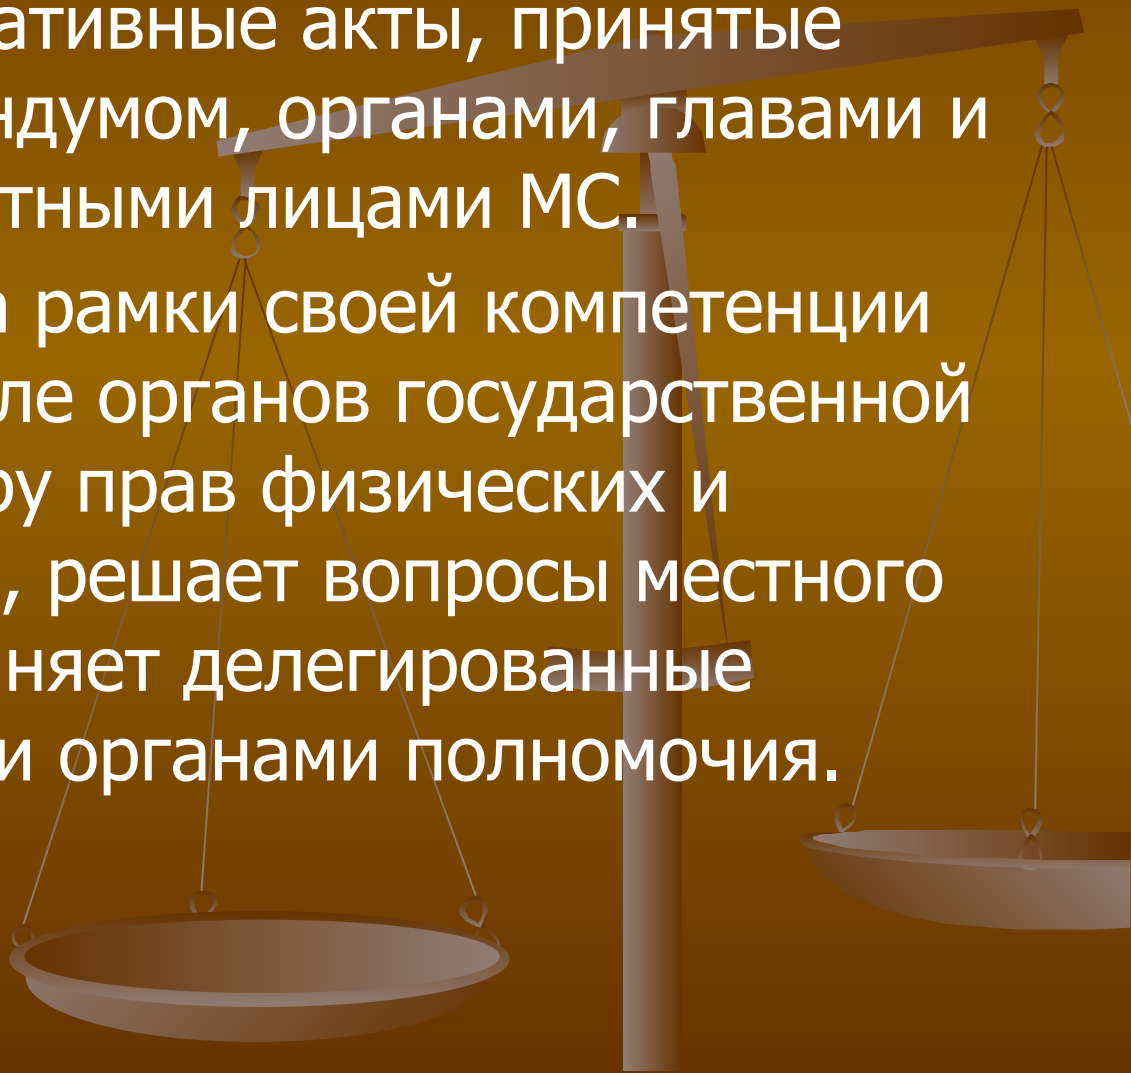 ативные акты, принятые
ндумом, органами, главами и
тными лицами МС.
а рамки своей компетенции
ле органов государственной
ру прав физических и
, решает вопросы местного
няет делегированные
и органами полномочия.